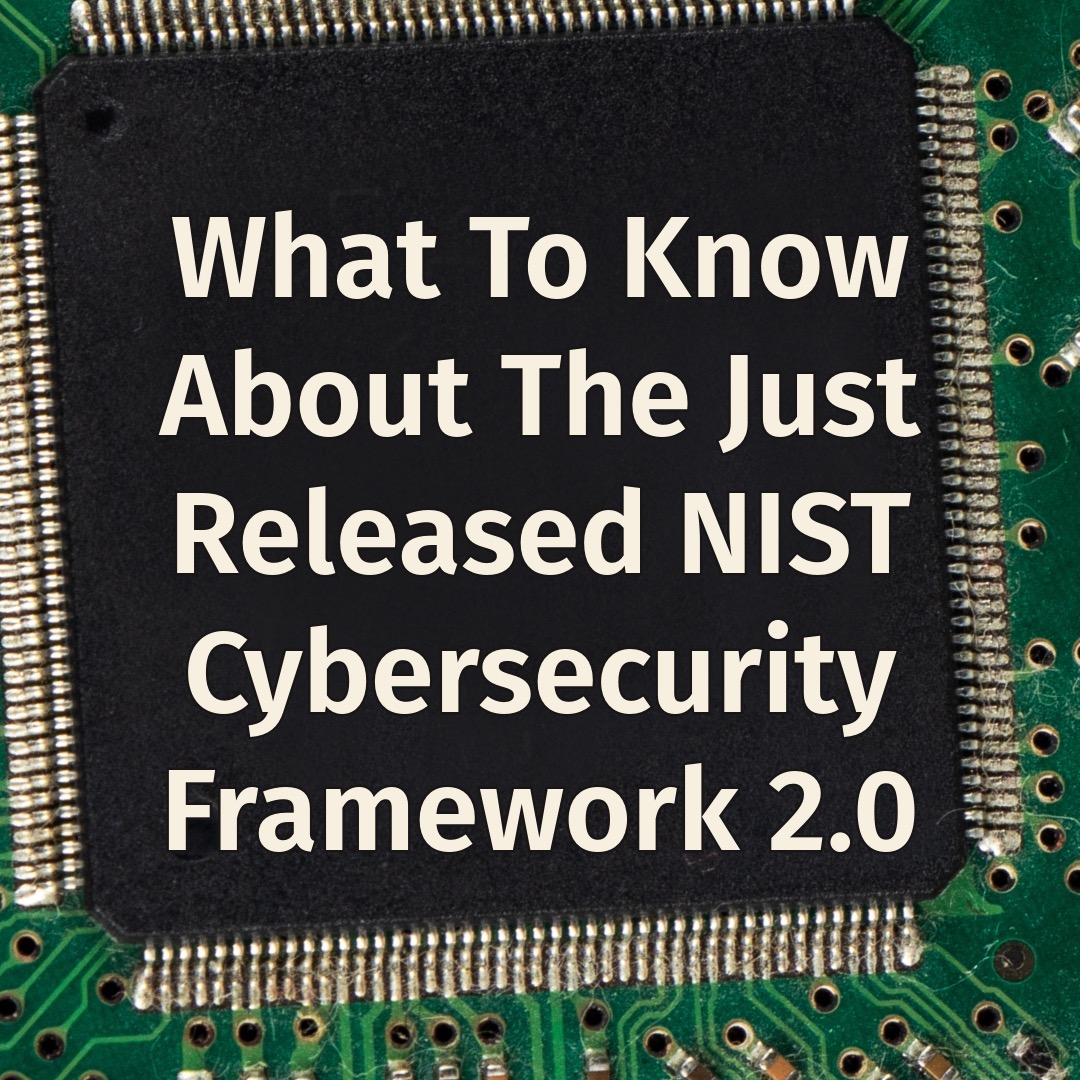 What To Know
About The Just
Released NIST
Cybersecurity
Framework 2.0